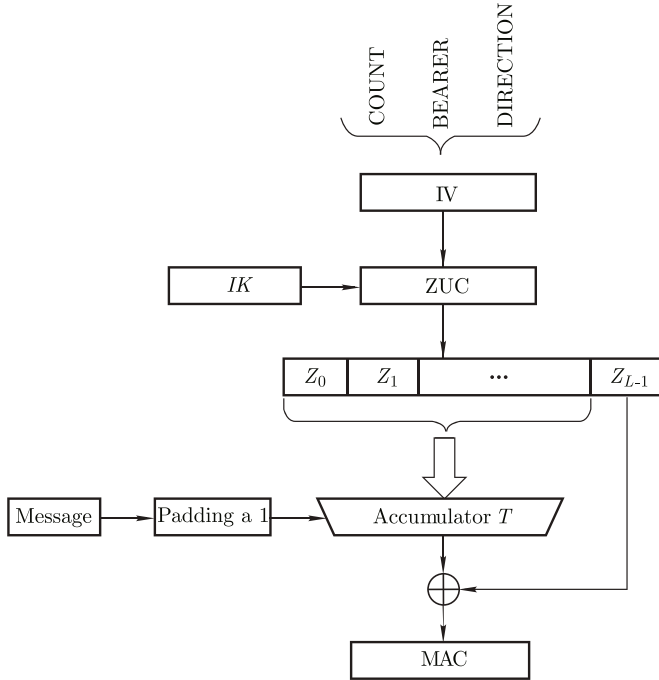 COUNT BEARER DIRECTION
IV
IK ZUC
Z0 Z1 ... ZL-1
Message Padding a 1 Accumulator T
MAC